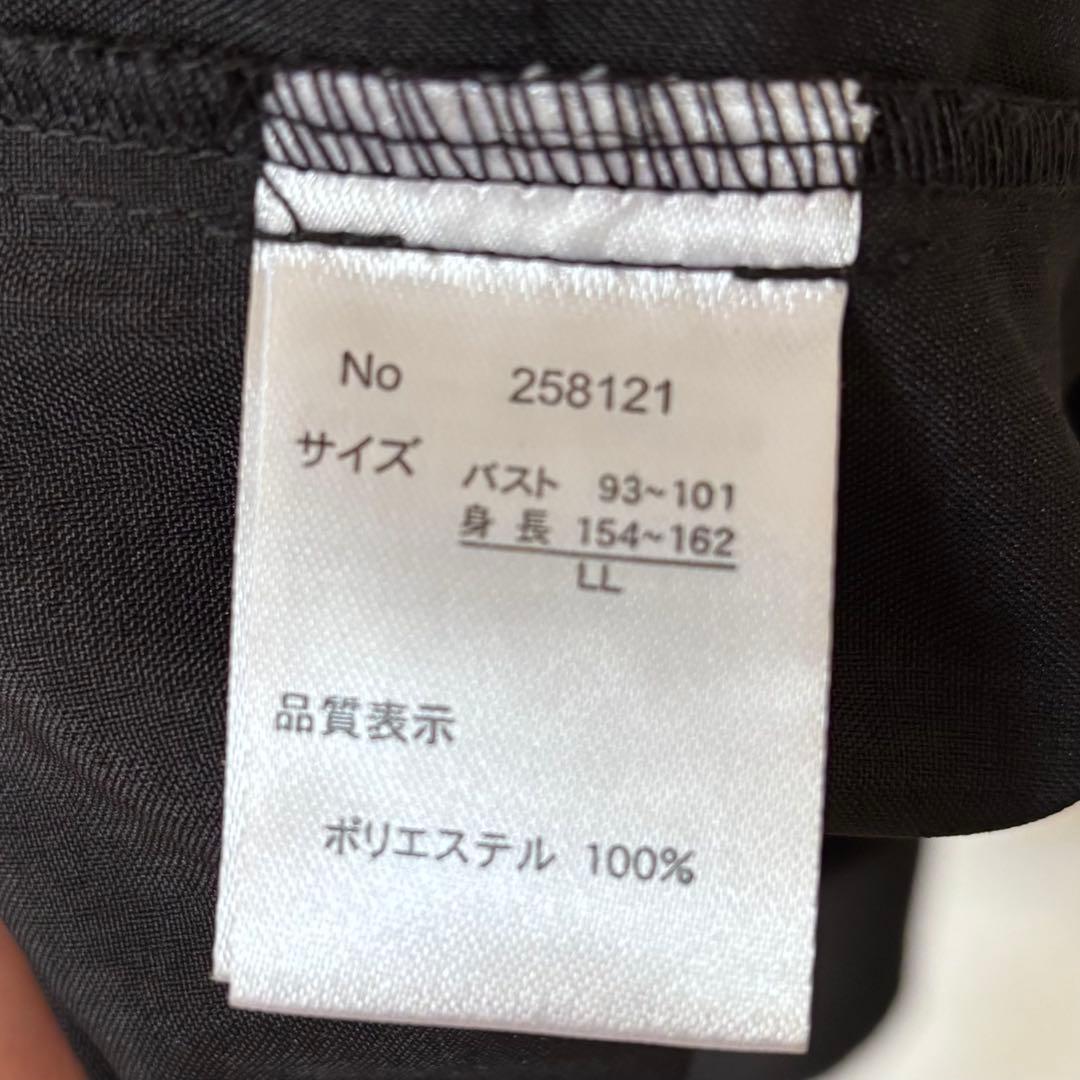 No 258121
サイズ バスト 93~101
身長 154~162
LL
品質表示
ポリエステル 100%